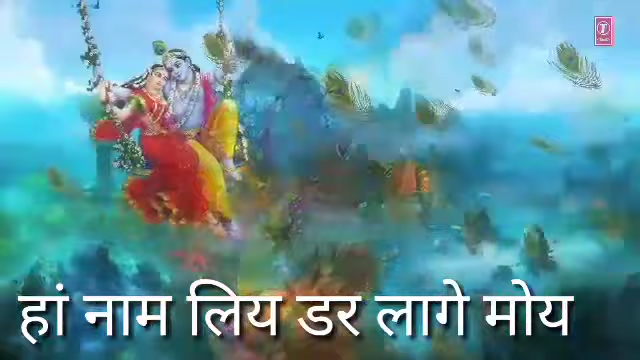 हां नाम लिय डर लागे मोय